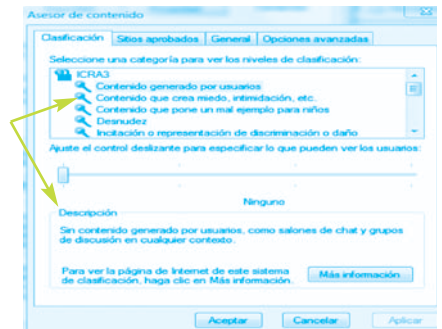 Asesor de contenido
Clasificación Sitios aprobados General Opciones avanzadas
Seleccione una categoría para ver los niveles de clasificación:
ICRA3
Contenido generado por usuarios
Contenido que crea miedo, intimidación, etc.
Contenido que pone un mal ejemplo para niños
Desnudez
Incitación o representación de discriminación o daño
Ajuste el control deslizante para especificar lo que pueden ver los usuarios:
Ninguno
Descripción
Sin contenido generado por usuarios, como salones de chat y grupos
de discusión en cualquier contexto.
Para ver la página de Internet de este sistema
de clasificación, haga clic en Más información.
Más información
Aceptar Cancelar Aplicar